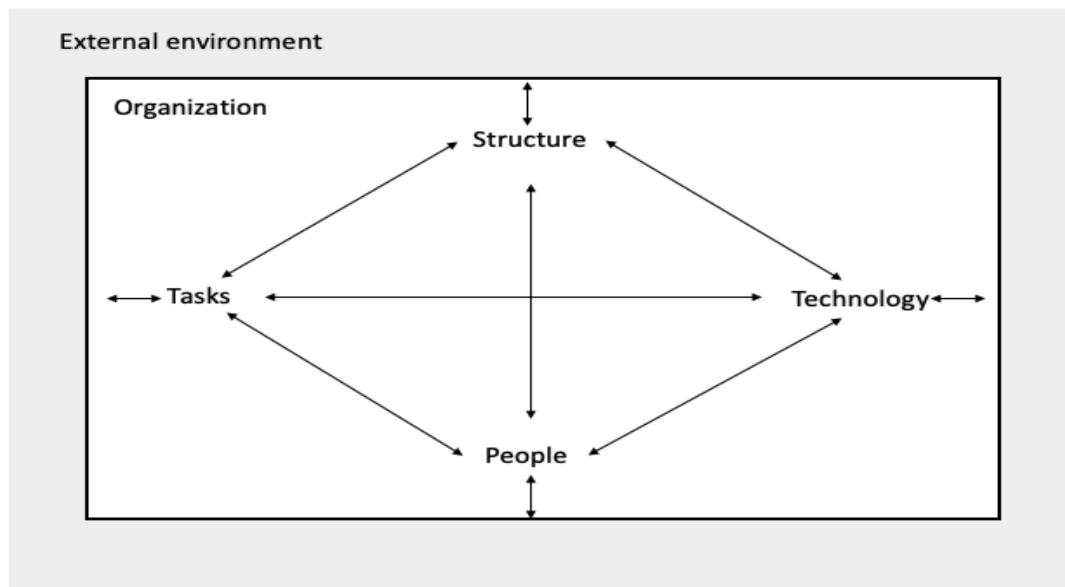 External environment
Organization
Structure
Tasks
Technology
People